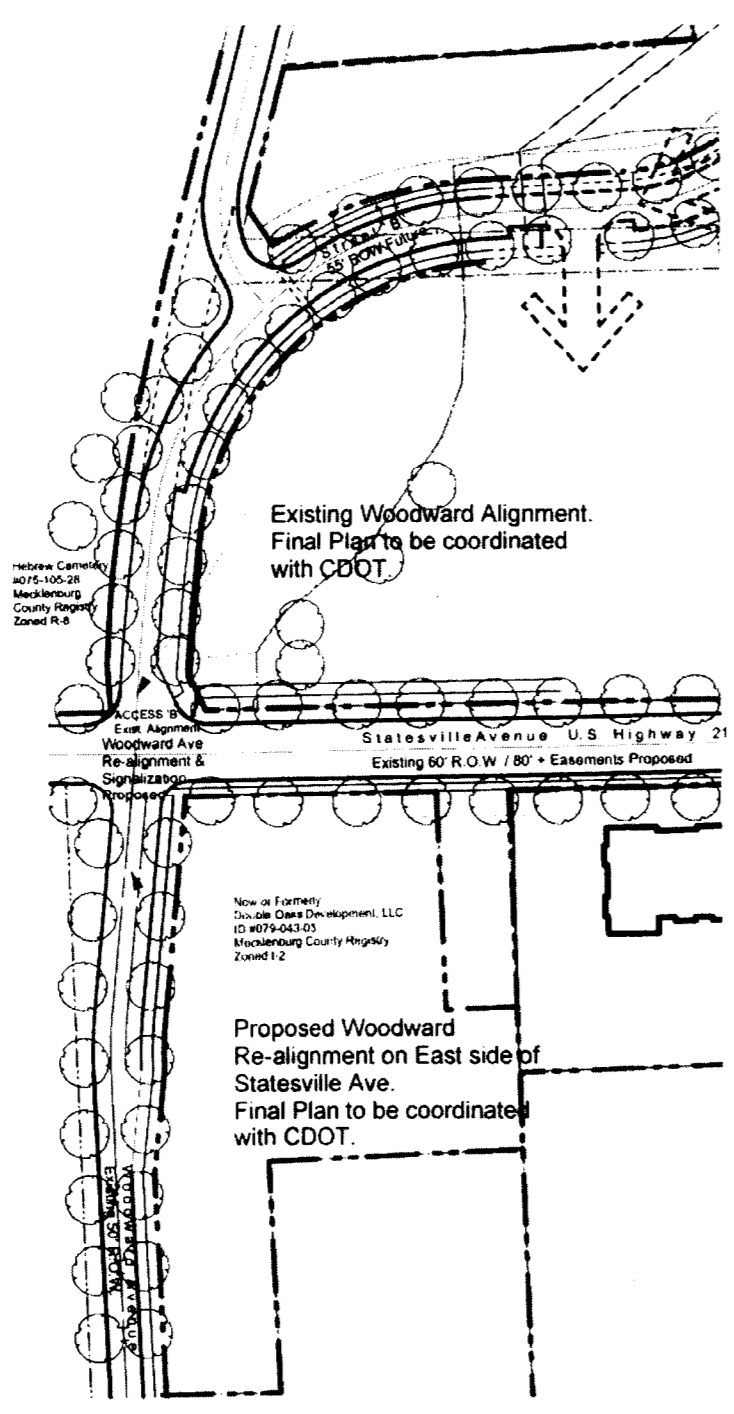 Street "B"
55' ROW Future
Existing Woodward Alignment.
Final Plan to be coordinated
with CDOT.
Hebrew Cemetery
#075-105-28
Mecklenburg
County Registry
Zoned R-8
ACCESS 'B'
Exist. Alignment
Woodward Ave
Re-alignment &
Signalization
Proposed
Statesville Avenue U.S. Highway 21
Existing 60' R.O.W. / 80' + Easements Proposed
Now or Formerly
Double Oaks Development, LLC
ID #079-043-03
Mecklenburg County Registry
Zoned I-2
Proposed Woodward
Re-alignment on East side of
Statesville Ave.
Final Plan to be coordinated
with CDOT.
Woodward Avenue
Existing 50' R.O.W.